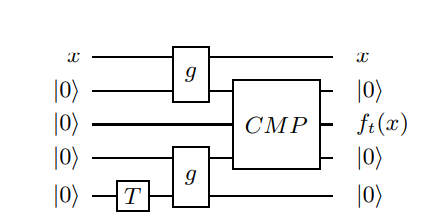 x g x
|0⟩ |0⟩
|0⟩ CMP f_t(x)
|0⟩ g |0⟩
|0⟩ T |0⟩